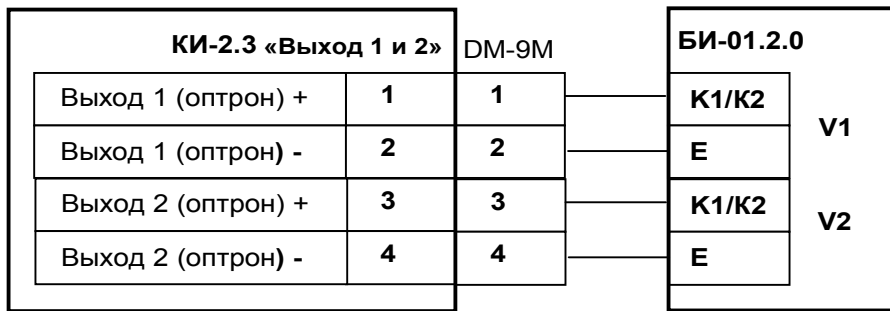 КИ-2.3 «Выход 1 и 2» DM-9M БИ-01.2.0
Выход 1 (оптрон) + 1 1 К1/К2
V1
Выход 1 (оптрон) - 2 2 Е
Выход 2 (оптрон) + 3 3 К1/К2
V2
Выход 2 (оптрон) - 4 4 Е